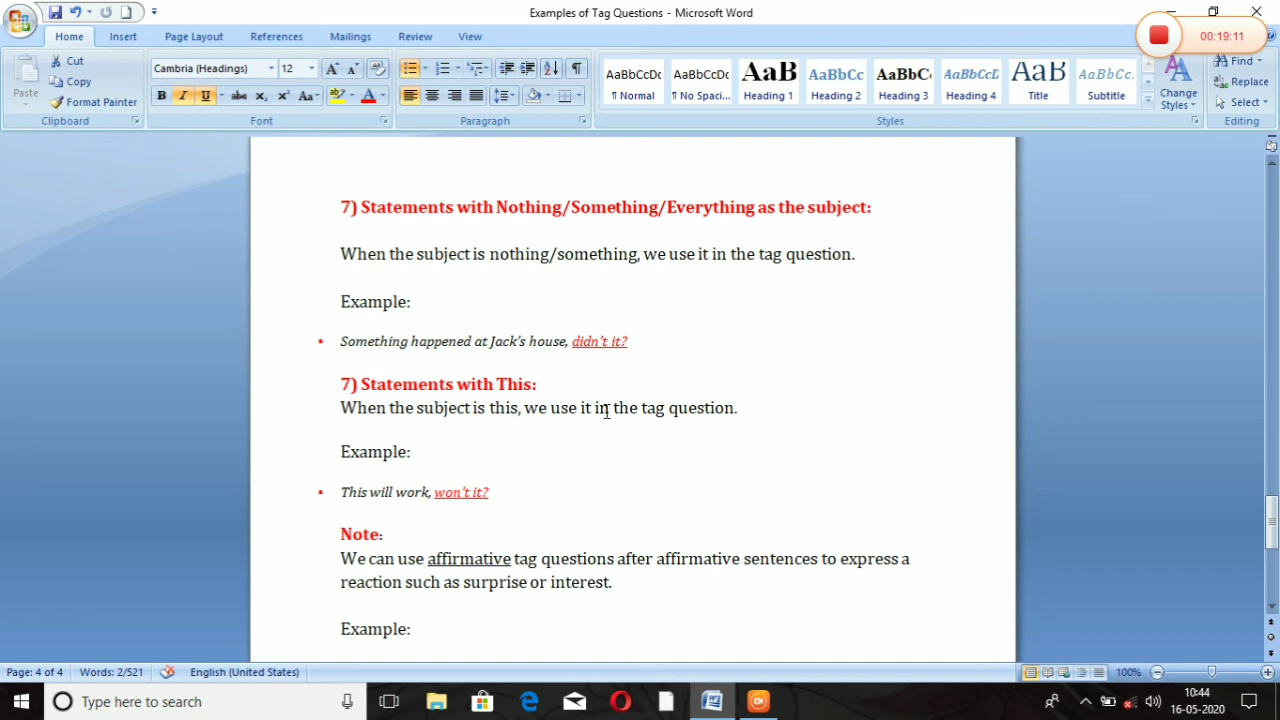 Examples of Tag Questions - Microsoft Word
00:19:11
Home Insert Page Layout References Mailings Review View
Paste
Cut
Copy
Format Painter
Clipboard
Cambria (Headings) 12
Font
Paragraph
AaBbCcDc AaBbCcDc AaB AaBbCc AaBbCc AaBbCcD AaB AaBbCc.
¶ Normal ¶ No Spaci... Heading 1 Heading 2 Heading 3 Heading 4 Title Subtitle
Styles
Change Styles
Find
Replace
Select
Editing
7) Statements with Nothing/Something/Everything as the subject:
When the subject is nothing/something, we use it in the tag question.
Example:
▪ Something happened at Jack's house, didn't it?
7) Statements with This:
When the subject is this, we use it in the tag question.
Example:
▪ This will work, won't it?
Note:
We can use affirmative tag questions after affirmative sentences to express a
reaction such as surprise or interest.
Example:
Page: 4 of 4 Words: 2/521 English (United States) 100%
Type here to search
10:44
16-05-2020